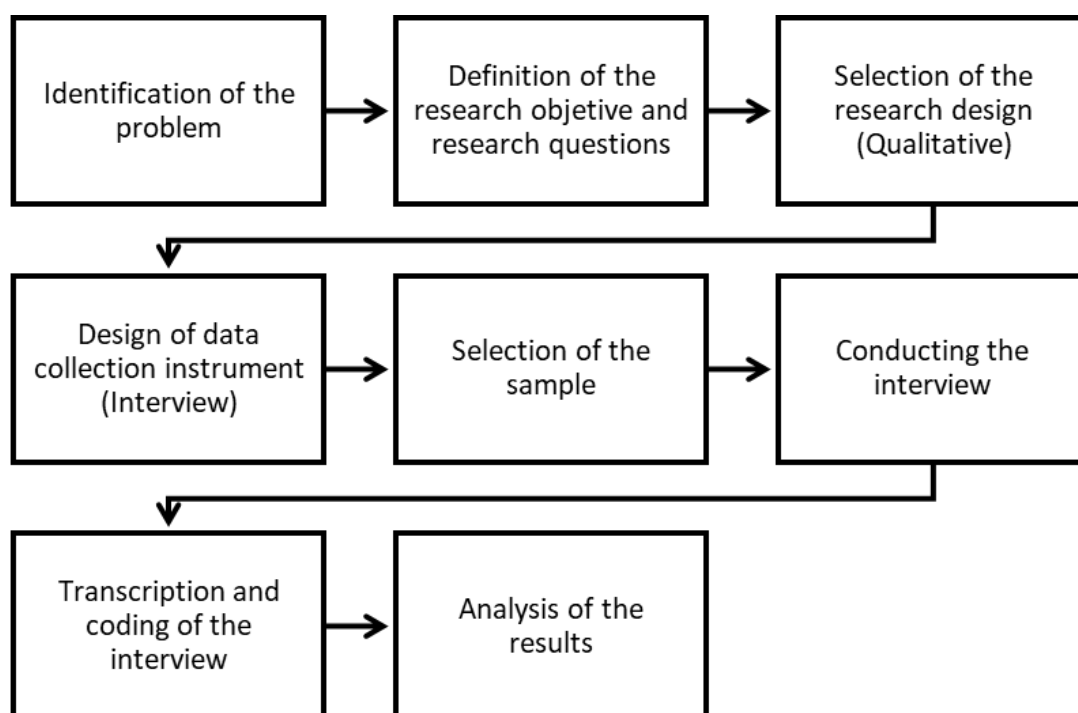 Identification of the
problem
Definition of the
research objetive and
research questions
Selection of the
research design
(Qualitative)
Design of data
collection instrument
(Interview)
Selection of the
sample
Conducting the
interview
Transcription and
coding of the
interview
Analysis of the
results